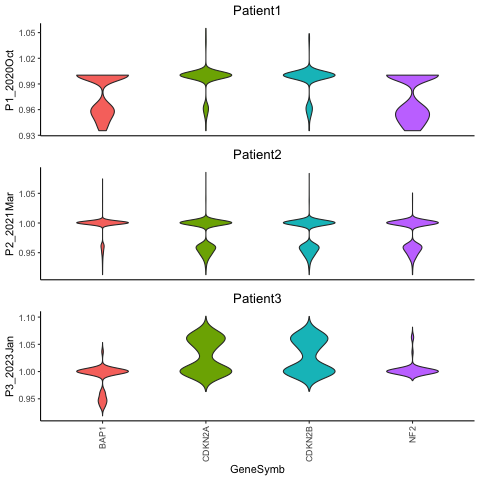 Patient1
P1_2020Oct
1.05
1.02
0.99
0.96
0.93
Patient2
P2_2021Mar
1.05
1.00
0.95
Patient3
P3_2023Jan
1.10
1.05
1.00
0.95
BAP1
CDKN2A
CDKN2B
NF2
GeneSymb